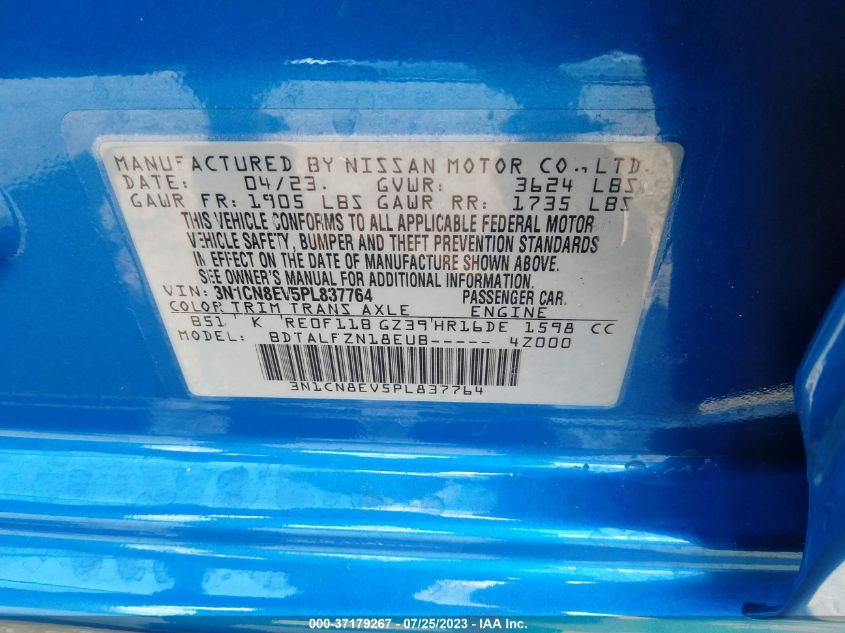 MANUFACTURED BY NISSAN MOTOR CO., LTD.
DATE: 04/23. GVWR: 3624 LBS
GAWR FR: 1905 LBS GAWR RR: 1735 LBS
THIS VEHICLE CONFORMS TO ALL APPLICABLE FEDERAL MOTOR
VEHICLE SAFETY, BUMPER AND THEFT PREVENTION STANDARDS
IN EFFECT ON THE DATE OF MANUFACTURE SHOWN ABOVE.
SEE OWNER'S MANUAL FOR ADDITIONAL INFORMATION.
VIN: 3N1CN8EV5PL837764 PASSENGER CAR.
COLOR TRIM TRANS AXLE ENGINE
B51 K RE0F11B GZ39 HR16DE 1598 CC
MODEL: BDTALFZN18EUB----- 4Z000
3N1CN8EV5PL837764
000-37179267 - 07/25/2023 - © IAA Inc.